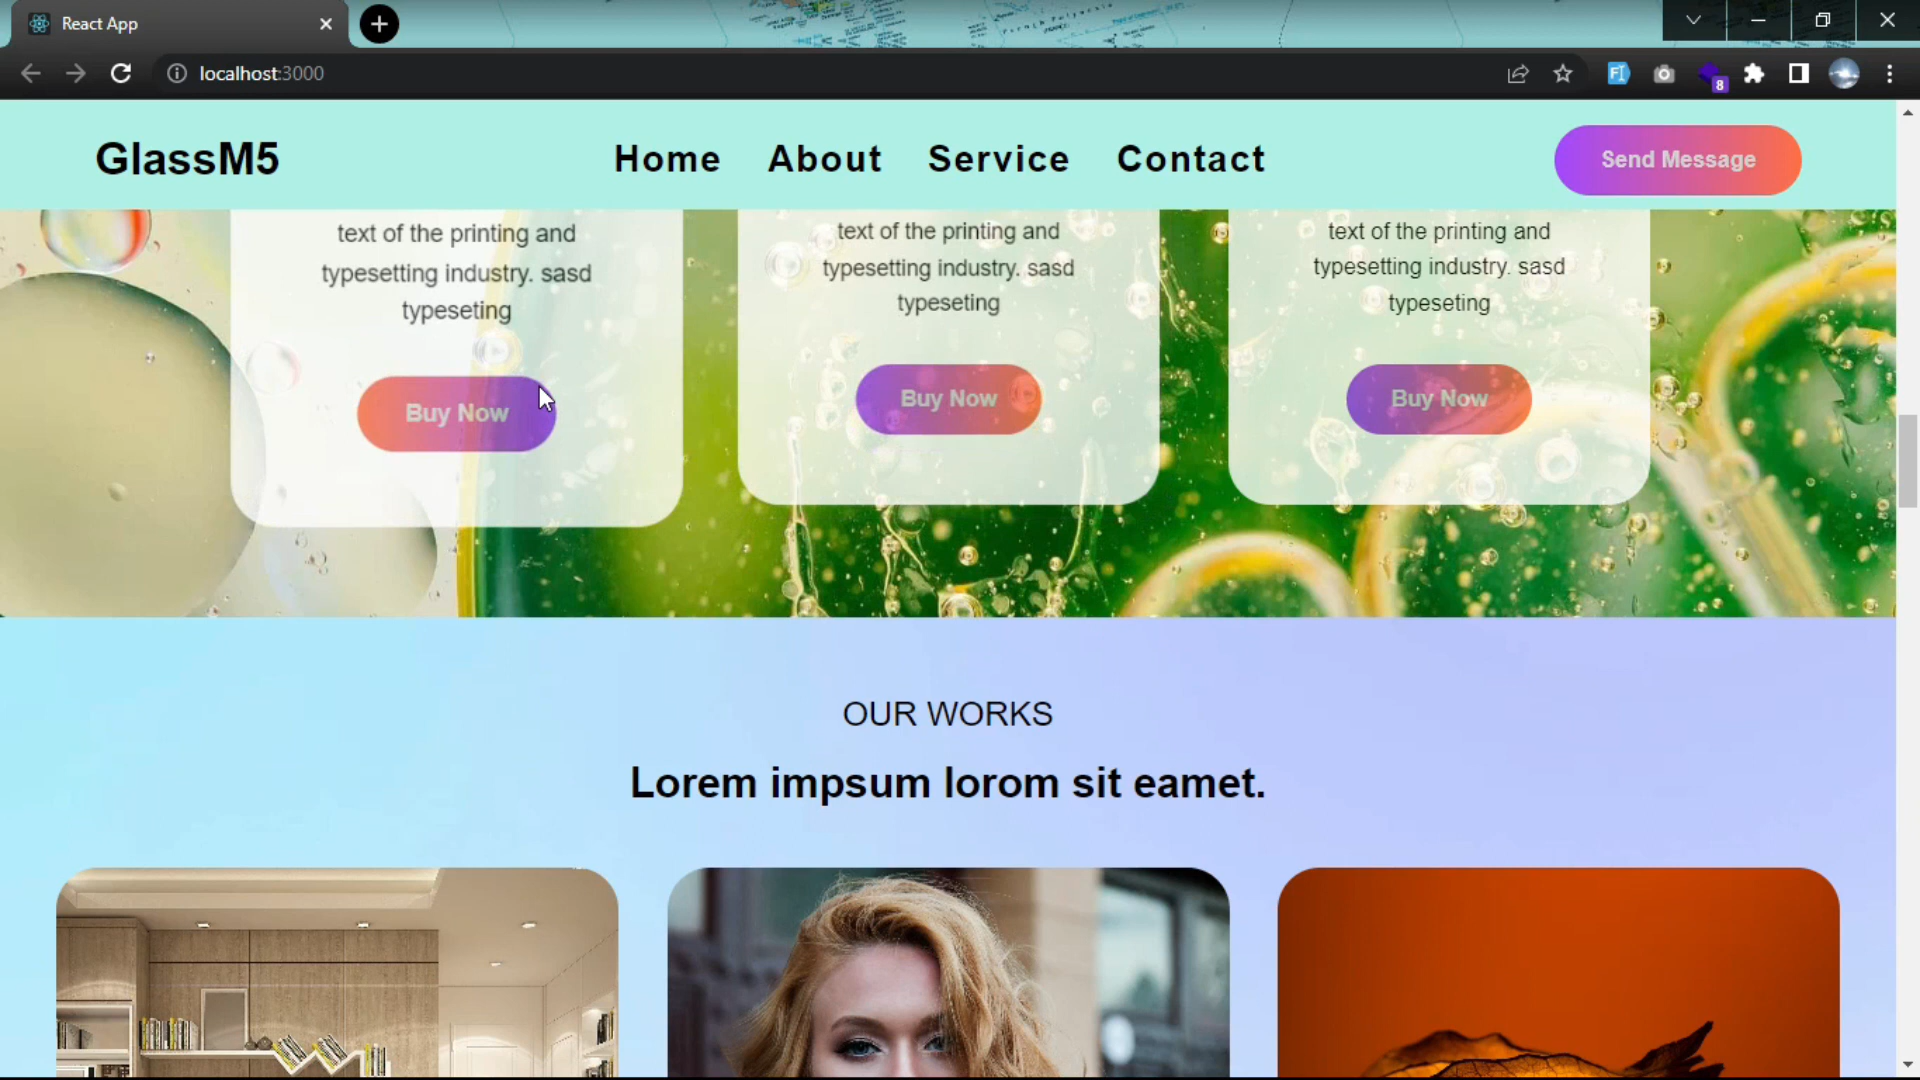 React App
localhost:3000
8
GlassM5
Home About Service Contact
Send Message
text of the printing and
typesetting industry. sasd
typeseting
Buy Now
text of the printing and
typesetting industry. sasd
typeseting
Buy Now
text of the printing and
typesetting industry. sasd
typeseting
Buy Now
OUR WORKS
Lorem impsum lorom sit eamet.